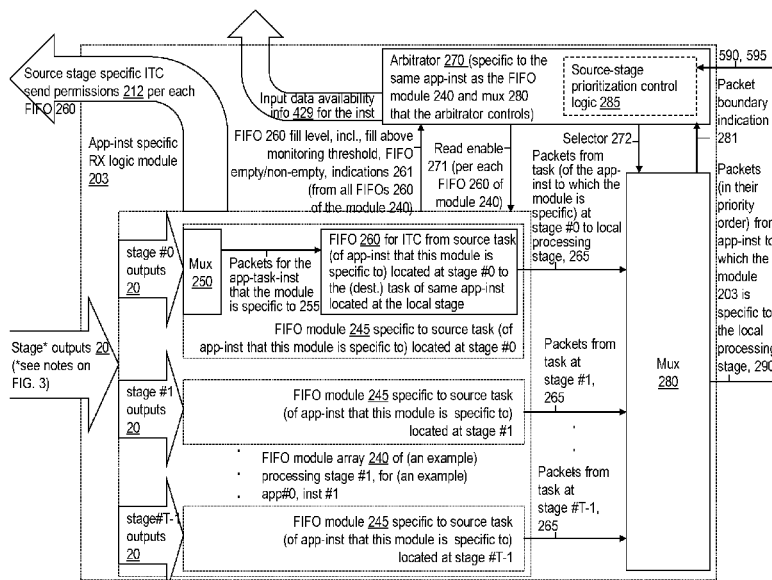 Source stage specific ITC
send permissions 212 per each
FIFO 260
App-inst specific
RX logic module
203
Input data availability
info 429 for the inst
Arbitrator 270 (specific to the
same app-inst as the FIFO
module 240 and mux 280
that the arbitrator controls)
Source-stage
prioritization control
logic 285
590, 595
Packet
boundary
indication
281
FIFO 260 fill level, incl., fill above
monitoring threshold, FIFO
empty/non-empty, indications 261
(from all FIFOs 260
of the module 240)
Read enable
271 (per each
FIFO 260 of
module 240)
Selector 272
Packets from
task (of the app-
inst to which the
module is
specific) at
stage #0 to local
processing
stage, 265
Packets
(in their
priority
order) from
app-inst to
which the
module
203 is
specific to
the local
processing
stage, 290
stage #0
outputs
20
Mux
250
Packets for the
app-task-inst
that the module
is specific to 255
FIFO 260 for ITC from source task
(of app-inst that this module is
specific to) located at stage #0 to
the (dest.) task of same app-inst
located at the local stage
FIFO module 245 specific to source task (of
app-inst that this module is specific to) located at stage #0
Stage* outputs 20
(*see notes on
FIG. 3)
Mux
280
stage #1
outputs
20
FIFO module 245 specific to source task
(of app-inst that this module is specific to)
located at stage #1
Packets from
task at
stage #1,
265
FIFO module array 240 of (an example)
processing stage #1, for (an example)
app#0, inst #1
stage#T-1
outputs
20
FIFO module 245 specific to source task
(of app-inst that this module is specific to)
located at stage #T-1
Packets from
task at
stage #T-1,
265